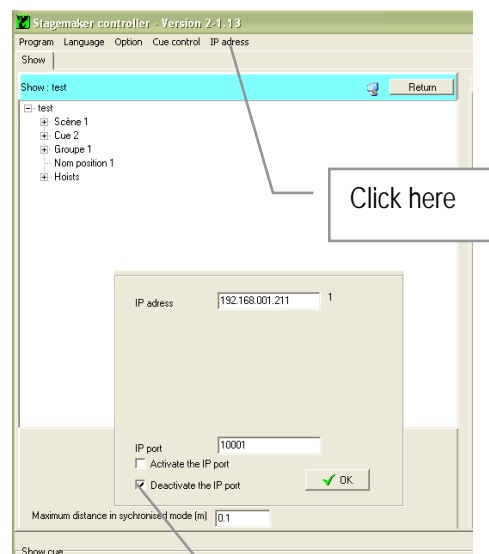 Stagemaker controller - Version 2-1.13
Program Language Option Cue control IP adress
Show
Show : test
Return
test
Scène 1
Cue 2
Groupe 1
Nom position 1
Hoists
Click here
IP adress 192.168.001.211 1
IP port 10001
Activate the IP port
Deactivate the IP port
OK
Maximum distance in sychronised mode (m) 0.1
Show cue